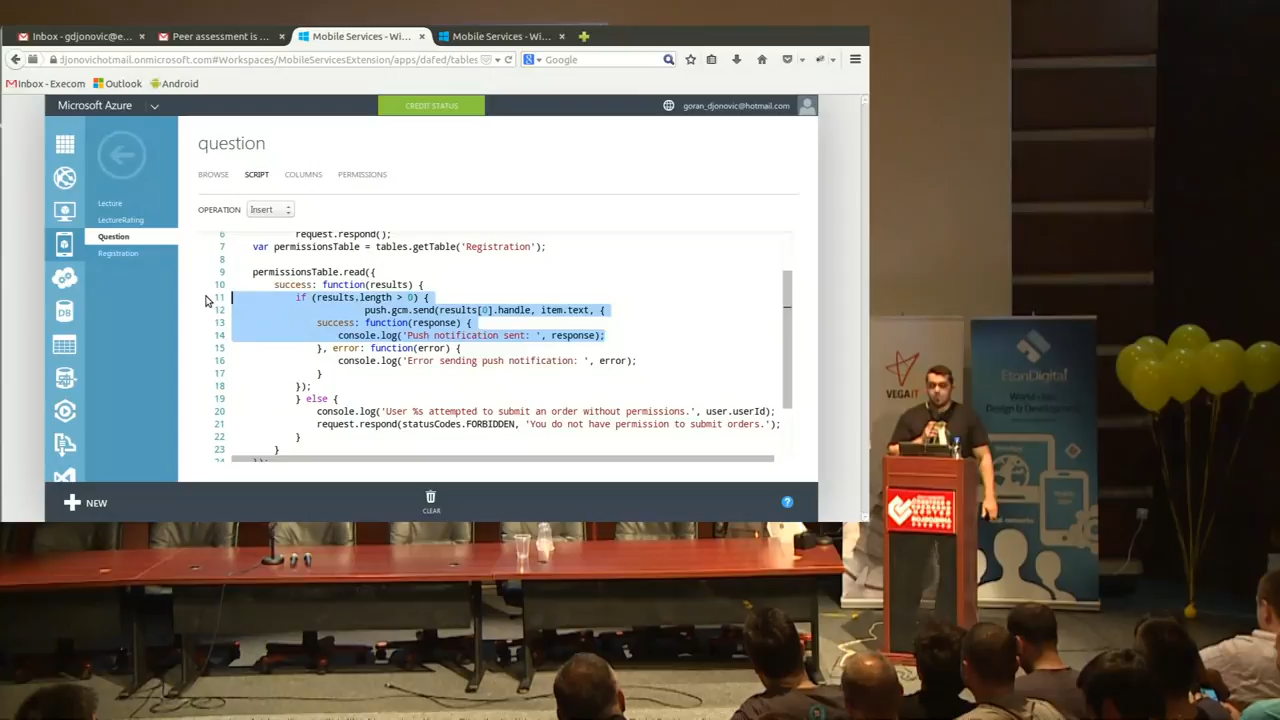 Inbox - gdjonovic@e...
Peer assessment is ...
Mobile Services - Wi...
Mobile Services - Wi...
djonovichotmail.onmicrosoft.com#Workspaces/MobileServicesExtension/apps/dafed/tables
Google
Inbox - Execom
Outlook
Android
Microsoft Azure
CREDIT STATUS
goran_djonovic@hotmail.com
question
BROWSE
SCRIPT
COLUMNS
PERMISSIONS
Lecture
LectureRating
Question
Registration
OPERATION
Insert
6 request.respond();
7 var permissionsTable = tables.getTable('Registration');
8
9 permissionsTable.read({
10 success: function(results) {
11 if (results.length > 0) {
12 push.gcm.send(results[0].handle, item.text, {
13 success: function(response) {
14 console.log('Push notification sent: ', response);
15 }, error: function(error) {
16 console.log('Error sending push notification: ', error);
17 }
18 });
19 } else {
20 console.log('User %s attempted to submit an order without permissions.', user.userId);
21 request.respond(statusCodes.FORBIDDEN, 'You do not have permission to submit orders.');
22 }
23 }
DB
NEW
CLEAR
?
VEGAIT
EtonDigital
World-class
Design & Development